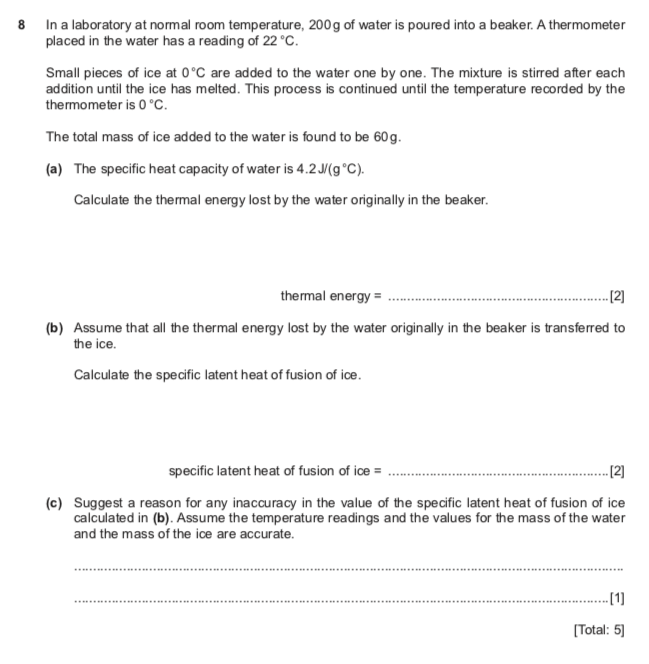 8 In a laboratory at normal room temperature, 200 g of water is poured into a beaker. A thermometer
placed in the water has a reading of 22 °C.
Small pieces of ice at 0 °C are added to the water one by one. The mixture is stirred after each
addition until the ice has melted. This process is continued until the temperature recorded by the
thermometer is 0 °C.
The total mass of ice added to the water is found to be 60 g.
(a) The specific heat capacity of water is 4.2 J/(g °C).
Calculate the thermal energy lost by the water originally in the beaker.
thermal energy = ............................................................[2]
(b) Assume that all the thermal energy lost by the water originally in the beaker is transferred to
the ice.
Calculate the specific latent heat of fusion of ice.
specific latent heat of fusion of ice = ............................................................[2]
(c) Suggest a reason for any inaccuracy in the value of the specific latent heat of fusion of ice
calculated in (b). Assume the temperature readings and the values for the mass of the water
and the mass of the ice are accurate.
..........................................................................................................................................
......................................................................................................................................[1]
[Total: 5]